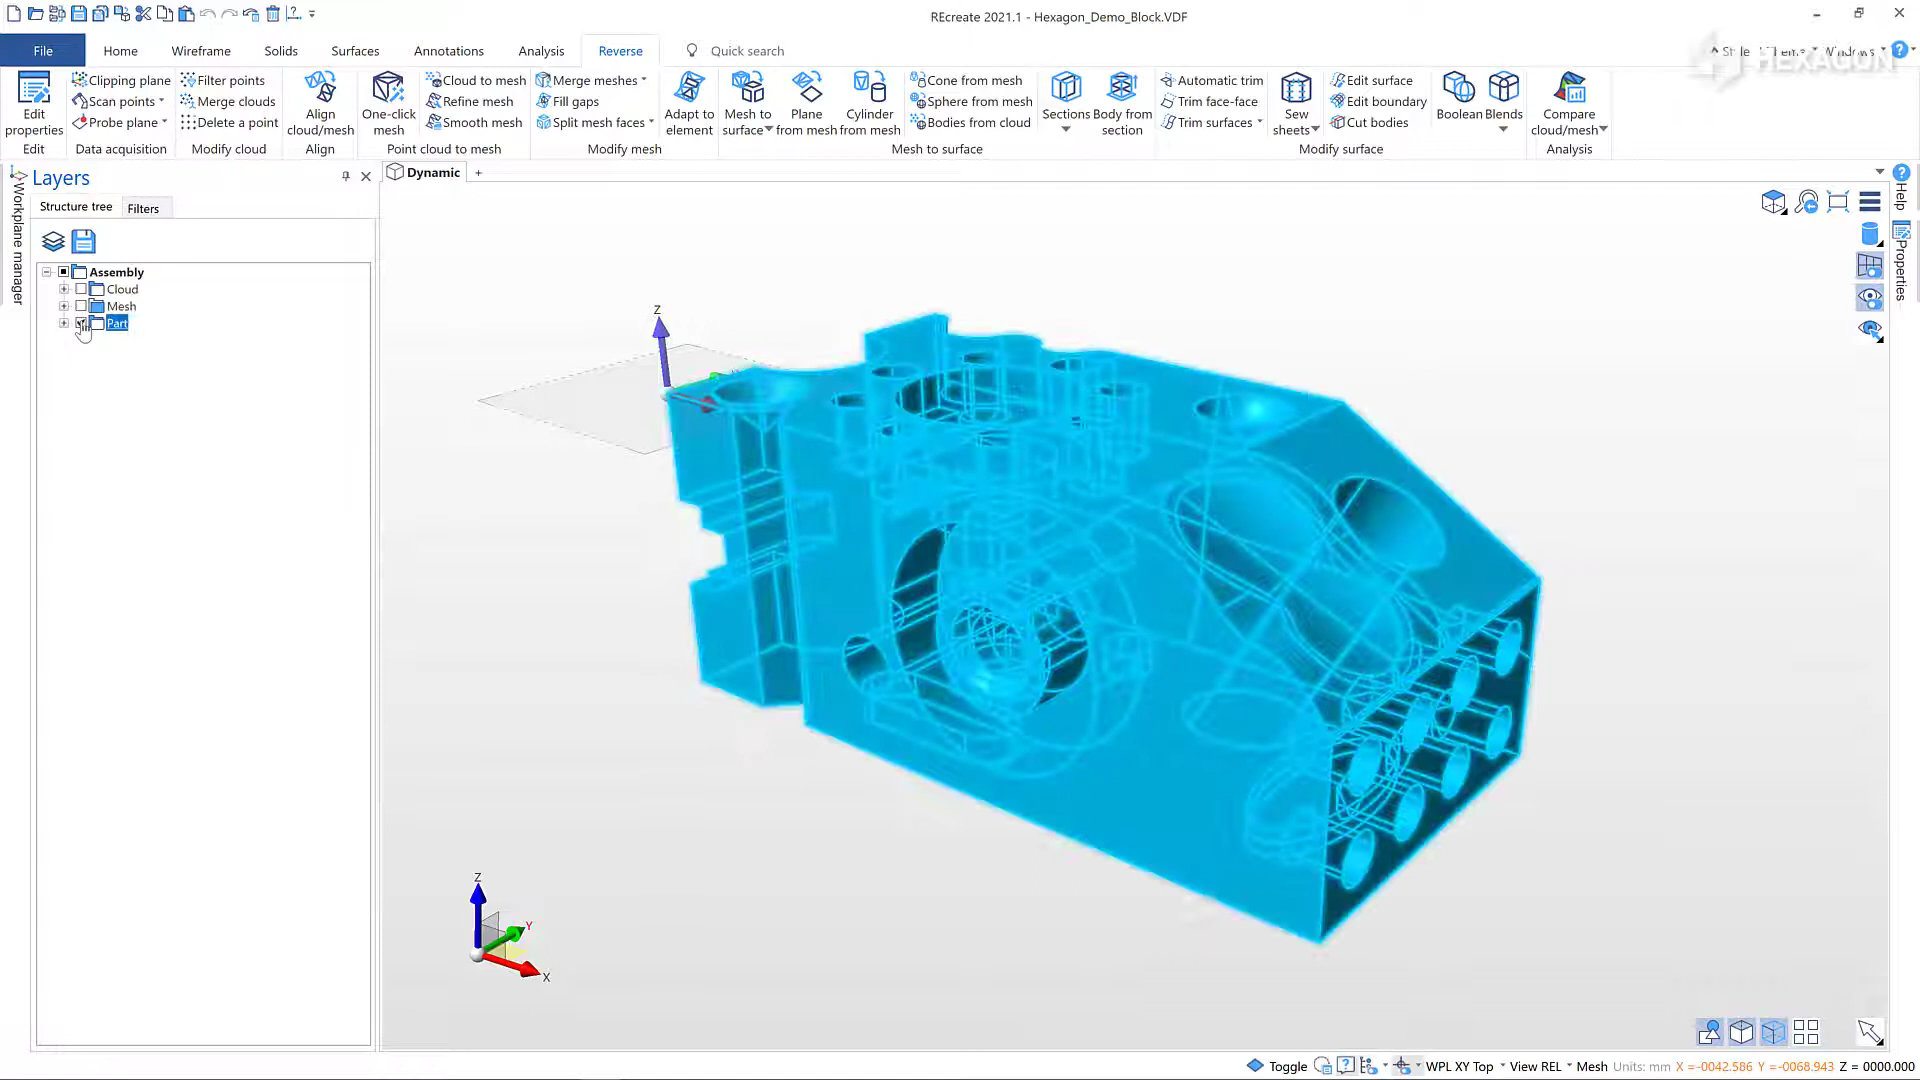 REcreate 2021.1 - Hexagon_Demo_Block.VDF
File Home Wireframe Solids Surfaces Annotations Analysis Reverse Quick search
HEXAGON
Edit properties
Edit
Clipping plane
Scan points
Probe plane
Data acquisition
Filter points
Merge clouds
Delete a point
Modify cloud
Align cloud/mesh
Align
One-click mesh
Cloud to mesh
Refine mesh
Smooth mesh
Point cloud to mesh
Merge meshes
Fill gaps
Split mesh faces
Adapt to element
Modify mesh
Mesh to surface
Plane from mesh
Cylinder from mesh
Cone from mesh
Sphere from mesh
Bodies from cloud
Sections
Body from section
Mesh to surface
Automatic trim
Trim face-face
Trim surfaces
Sew sheets
Edit surface
Edit boundary
Cut bodies
Boolean
Blends
Modify surface
Compare cloud/mesh
Analysis
Workplane manager
Layers
Structure tree Filters
Assembly
Cloud
Mesh
Part
Dynamic +
Help
Properties
Z
Z
Y
X
Toggle WPL XY Top View REL Mesh Units: mm X =-0042.586 Y =-0068.943 Z = 0000.000